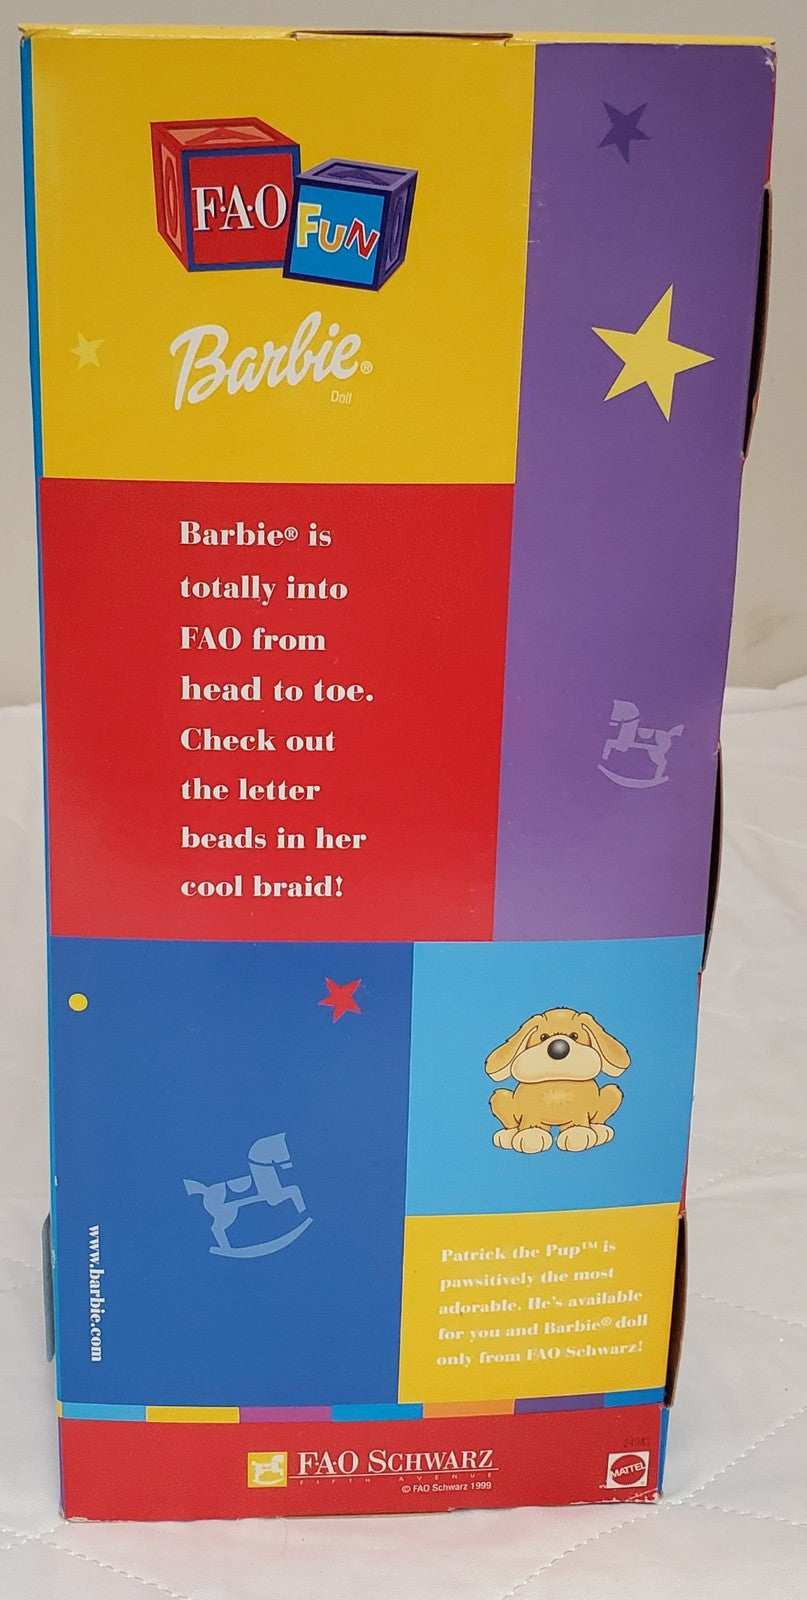 F·A·O
FUN
Barbie®
Doll
Barbie® is
totally into
FAO from
head to toe.
Check out
the letter
beads in her
cool braid!
www.barbie.com
Patrick the Pup™ is
pawsitively the most
adorable. He's available
for you and Barbie® doll
only from FAO Schwarz!
F·A·O SCHWARZ
FIFTH AVENUE
© FAO Schwarz 1999
MATTEL